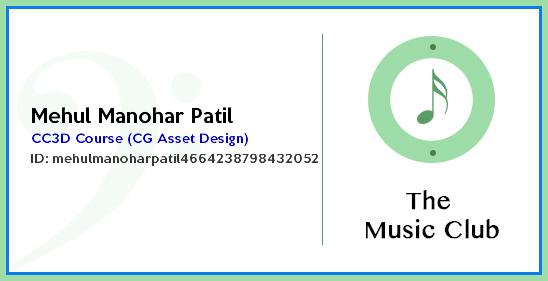 Mehul Manohar Patil
CC3D Course (CG Asset Design)
ID: mehulmanoharpatil4664238798432052
The
Music Club